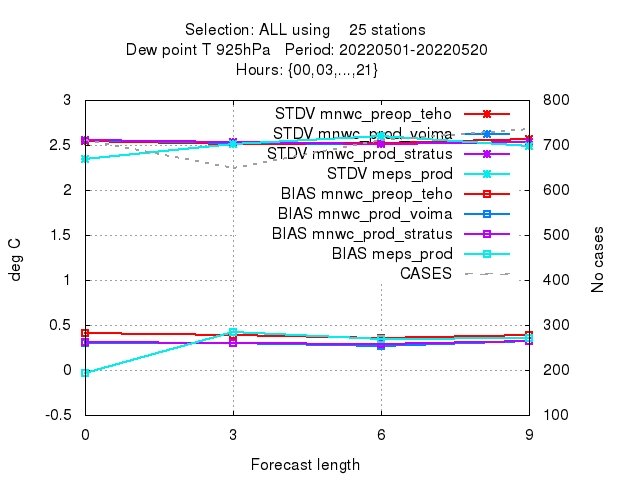 Selection: ALL using    25 stations
Dew point T 925hPa   Period: 20220501-20220520
Hours: {00,03,...,21}
3 800
STDV mnwc_preop_teho
STDV mnwc_prod_voima
2.5 700
STDV mnwc_prod_stratus
STDV meps_prod
2 600
BIAS mnwc_preop_teho
BIAS mnwc_prod_voima
1.5 500
BIAS mnwc_prod_stratus
BIAS meps_prod
deg C
No cases
CASES
1 400
0.5 300
0 200
-0.5 100
0 3 6 9
Forecast length